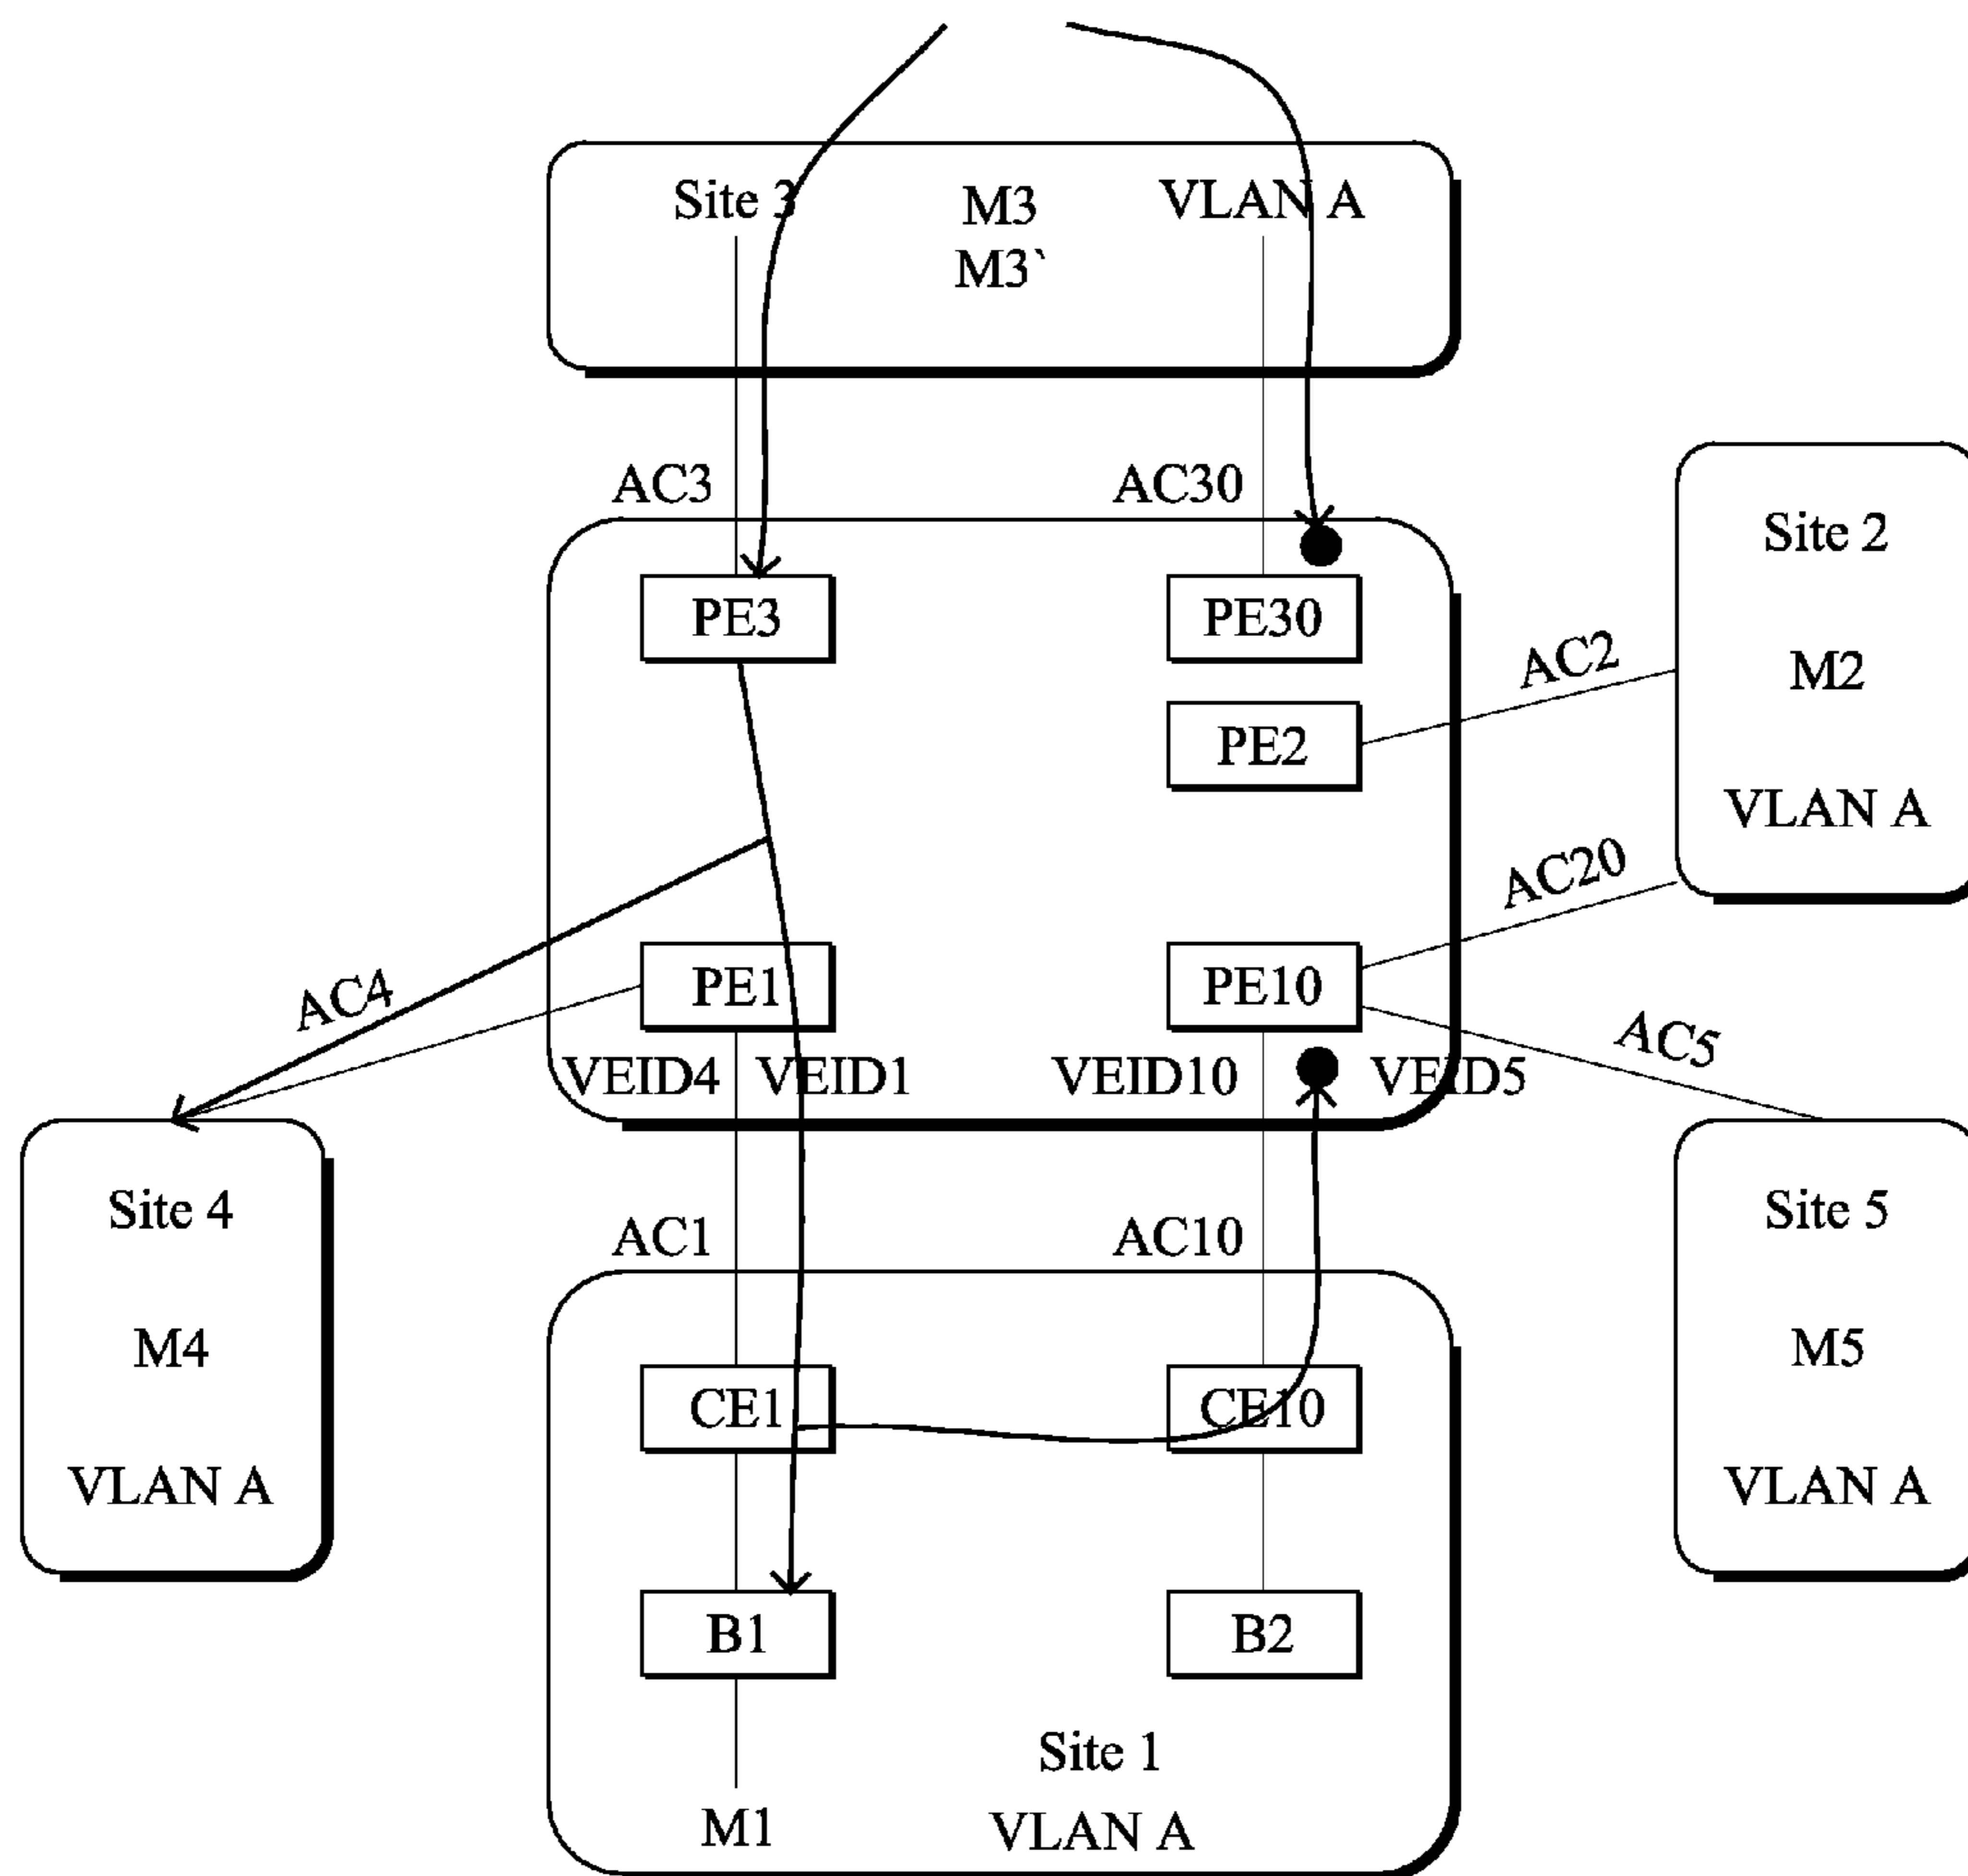 Site 3
M3
VLAN A
M3`
AC3
AC30
Site 2
M2
VLAN A
PE3
PE30
AC2
PE2
AC20
AC4
PE1
PE10
AC5
VEID4
VEID1
VEID10
VEID5
Site 4
M4
VLAN A
AC1
AC10
Site 5
M5
VLAN A
CE1
CE10
B1
B2
Site 1
M1
VLAN A